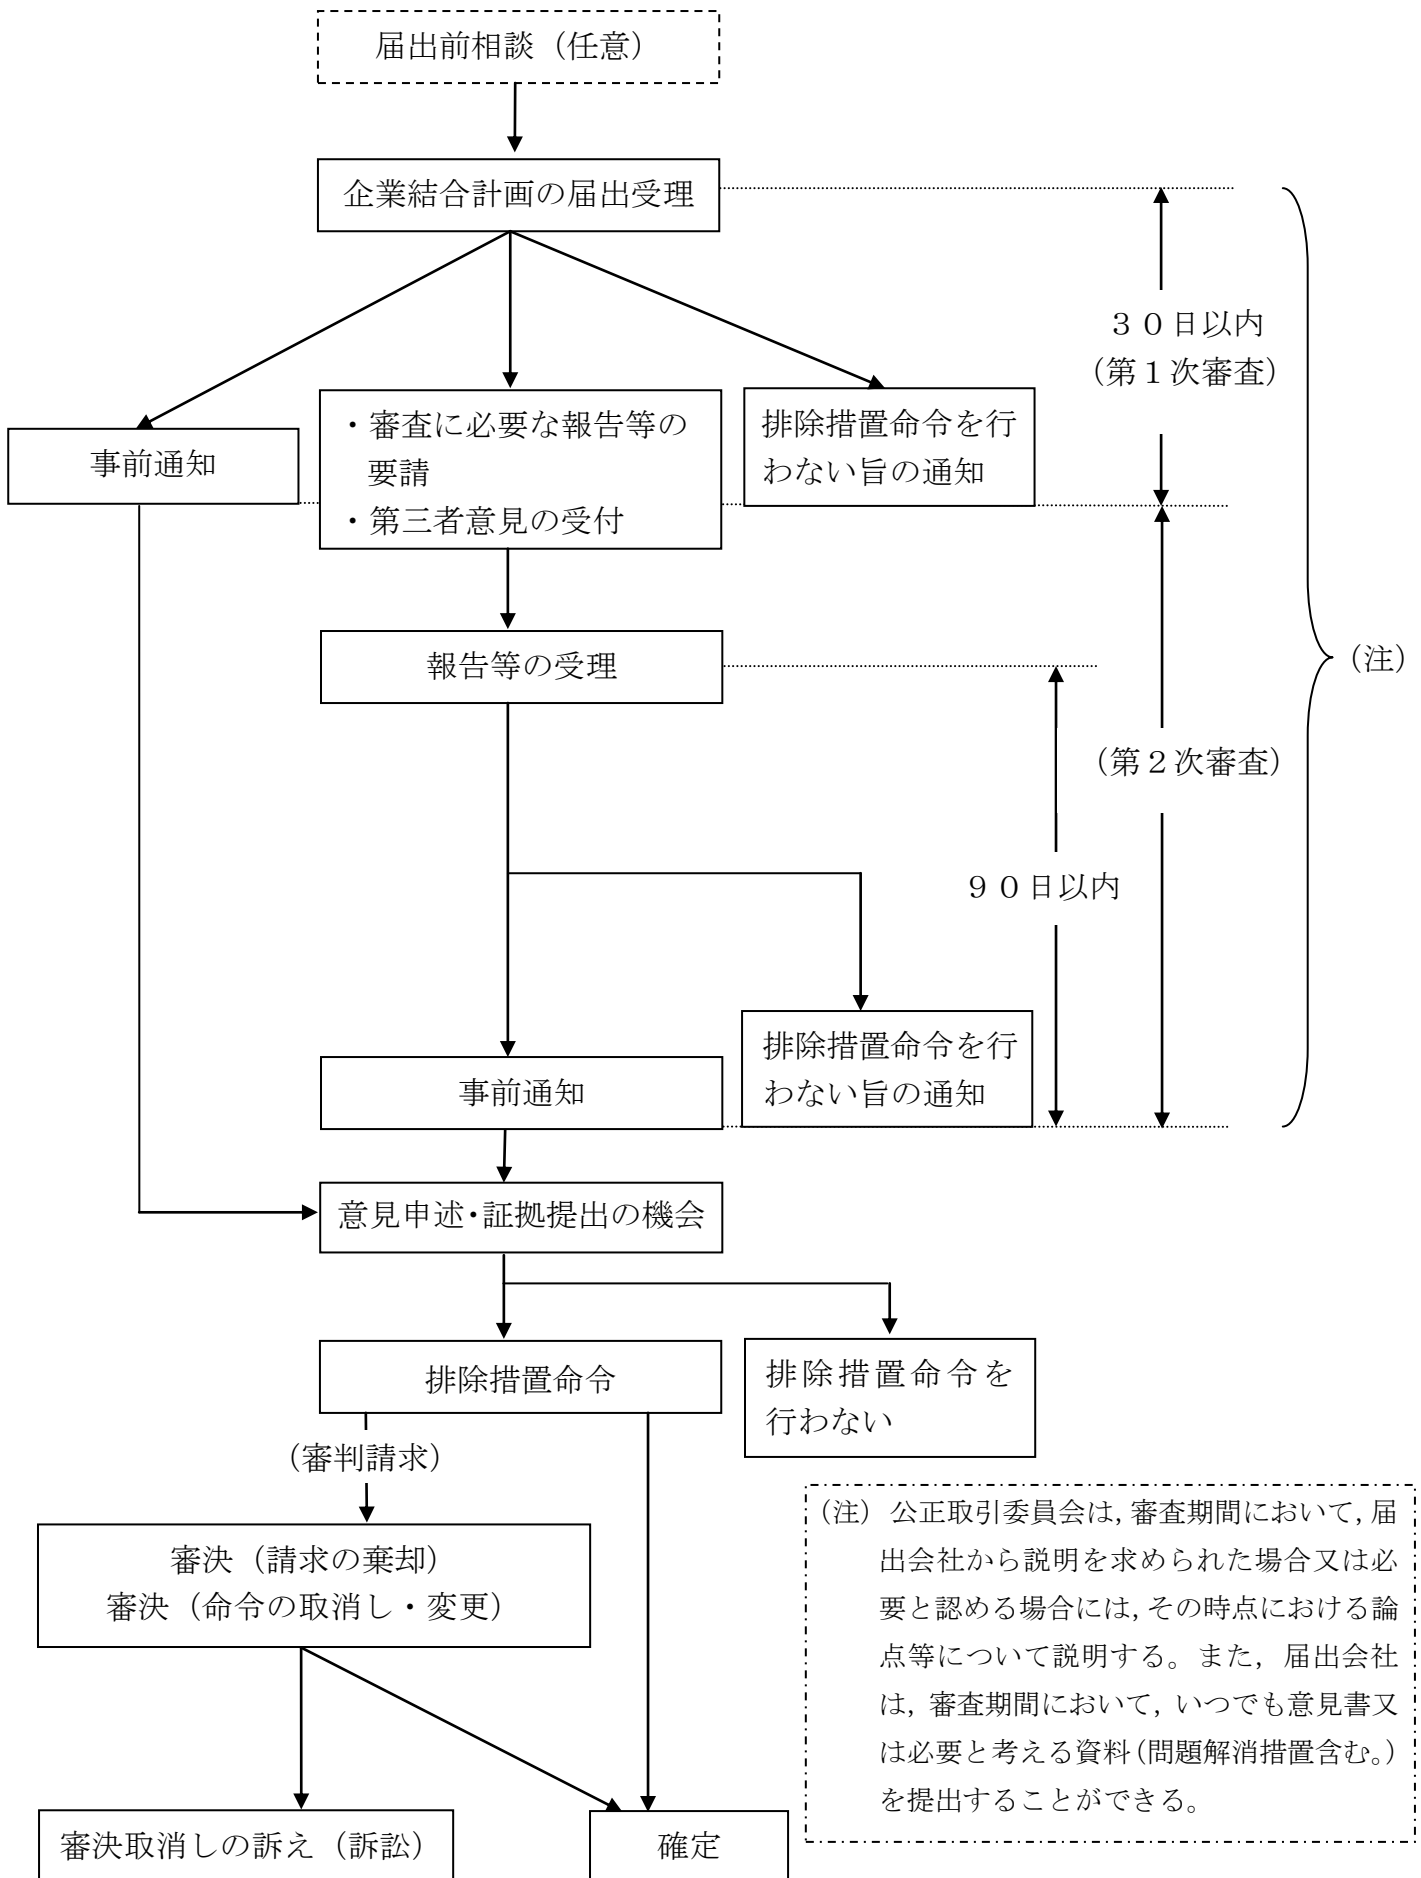 届出前相談（任意）
企業結合計画の届出受理
３０日以内
（第１次審査）
事前通知
・審査に必要な報告等の
要請
・第三者意見の受付
排除措置命令を行
わない旨の通知
報告等の受理
（注）
（第２次審査）
９０日以内
排除措置命令を行
わない旨の通知
事前通知
意見申述・証拠提出の機会
排除措置命令
排除措置命令を
行わない
（審判請求）
審決（請求の棄却）
審決（命令の取消し・変更）
審決取消しの訴え（訴訟）
確定
（注）公正取引委員会は，審査期間において，届
出会社から説明を求められた場合又は必
要と認める場合には，その時点における論
点等について説明する。また，届出会社
は，審査期間において，いつでも意見書又
は必要と考える資料（問題解消措置含む。）
を提出することができる。